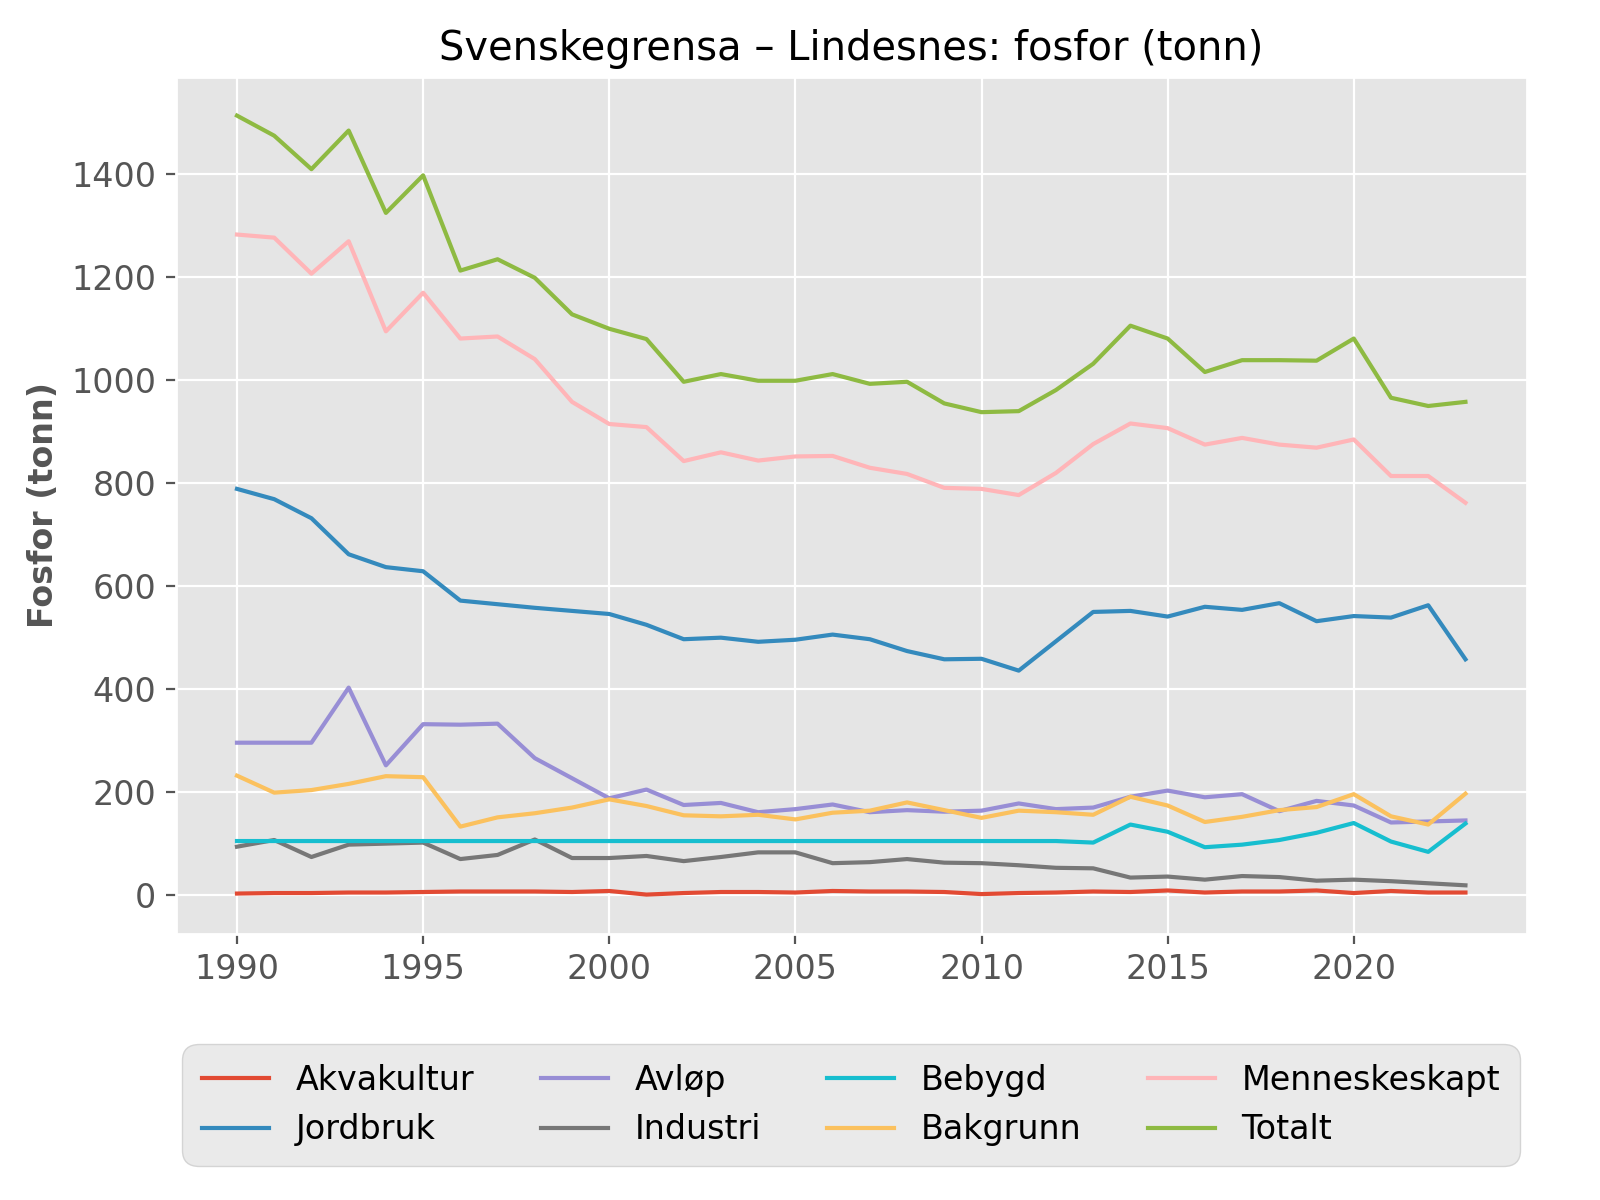 Svenskegrensa – Lindesnes: fosfor (tonn)
Fosfor (tonn)
1400
1200
1000
800
600
400
200
0
1990 1995 2000 2005 2010 2015 2020
Akvakultur Avløp Bebygd Menneskeskapt
Jordbruk Industri Bakgrunn Totalt